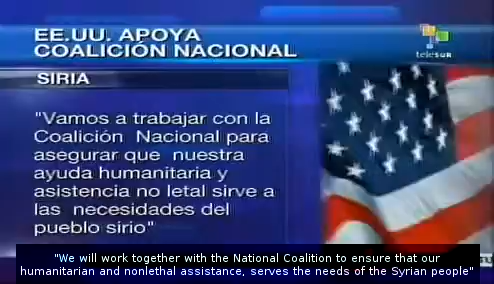 EE.UU. APOYA
COALICIÓN NACIONAL
teleSUR
SIRIA
"Vamos a trabajar con la
Coalición Nacional para
asegurar que nuestra
ayuda humanitaria y
asistencia no letal sirve a
las necesidades del
pueblo sirio"
"We will work together with the National Coalition to ensure that our
humanitarian and nonlethal assistance, serves the needs of the Syrian people"